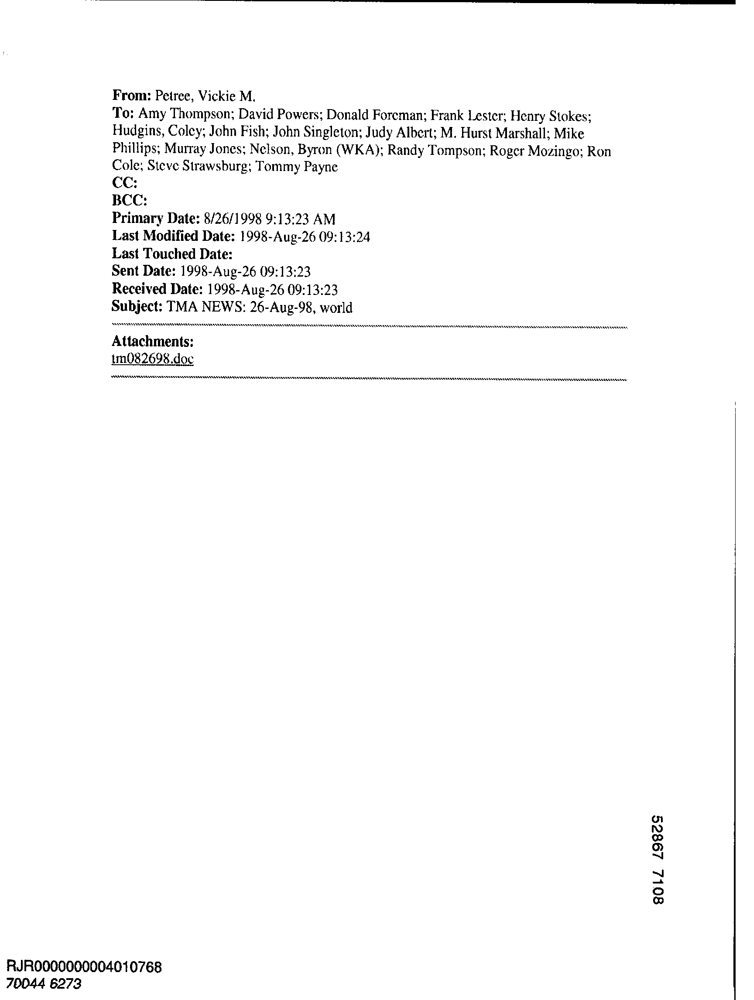 From: Petree, Vickie M.
To: Amy Thompson; David Powers; Donald Foreman; Frank Lester; Henry Stokes;
Hudgins, Coley; John Fish; John Singleton; Judy Albert; M. Hurst Marshall; Mike
Phillips; Murray Jones; Nelson, Byron (WKA); Randy Tompson; Roger Mozingo; Ron
Cole; Steve Strawsburg; Tommy Payne
CC:
BCC:
Primary Date: 8/26/1998 9:13:23 AM
Last Modified Date: 1998-Aug-26 09:13:24
Last Touched Date:
Sent Date: 1998-Aug-26 09:13:23
Received Date: 1998-Aug-26 09:13:23
Subject: TMA NEWS: 26-Aug-98, world
Attachments:
tm082698.doc
52867 7108
RJR0000000004010768
70044 6273